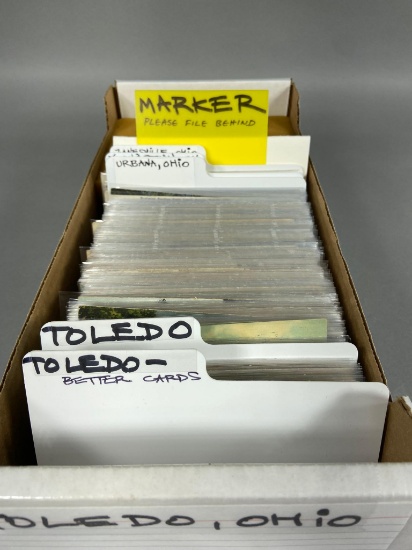 MARKER
PLEASE FILE BEHIND
URBANA, OHIO
TOLEDO
TOLEDO-
BETTER CARDS
TOLEDO, OHIO